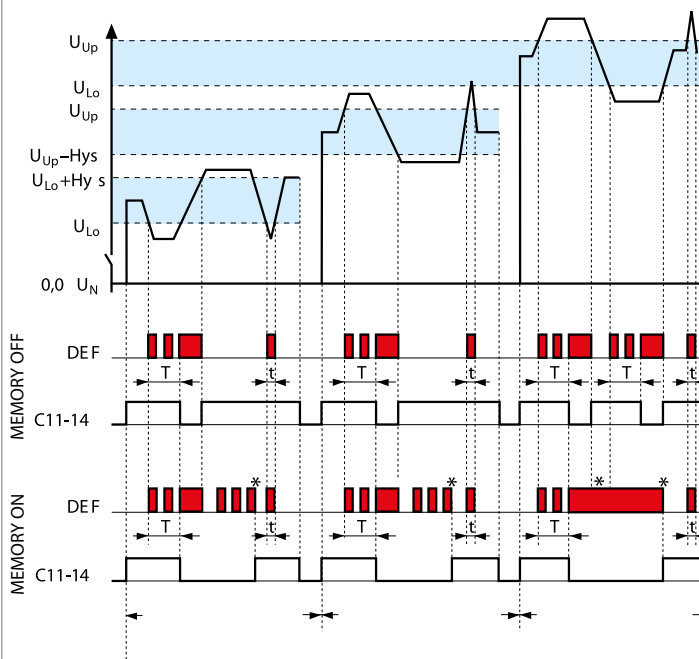 U_Up
U_Lo
U_Up
U_Up–Hys
U_Lo+Hy s
U_Lo
0,0 U_N
MEMORY OFF
DEF
T t T t T T t
C11-14
MEMORY ON
* * * *
DEF
T t T t T t
C11-14